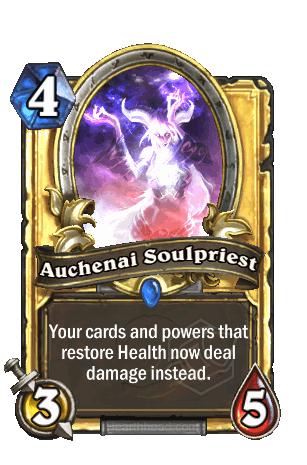 4
Auchenai Soulpriest
Your cards and powers that
restore Health now deal
damage instead.
3
5